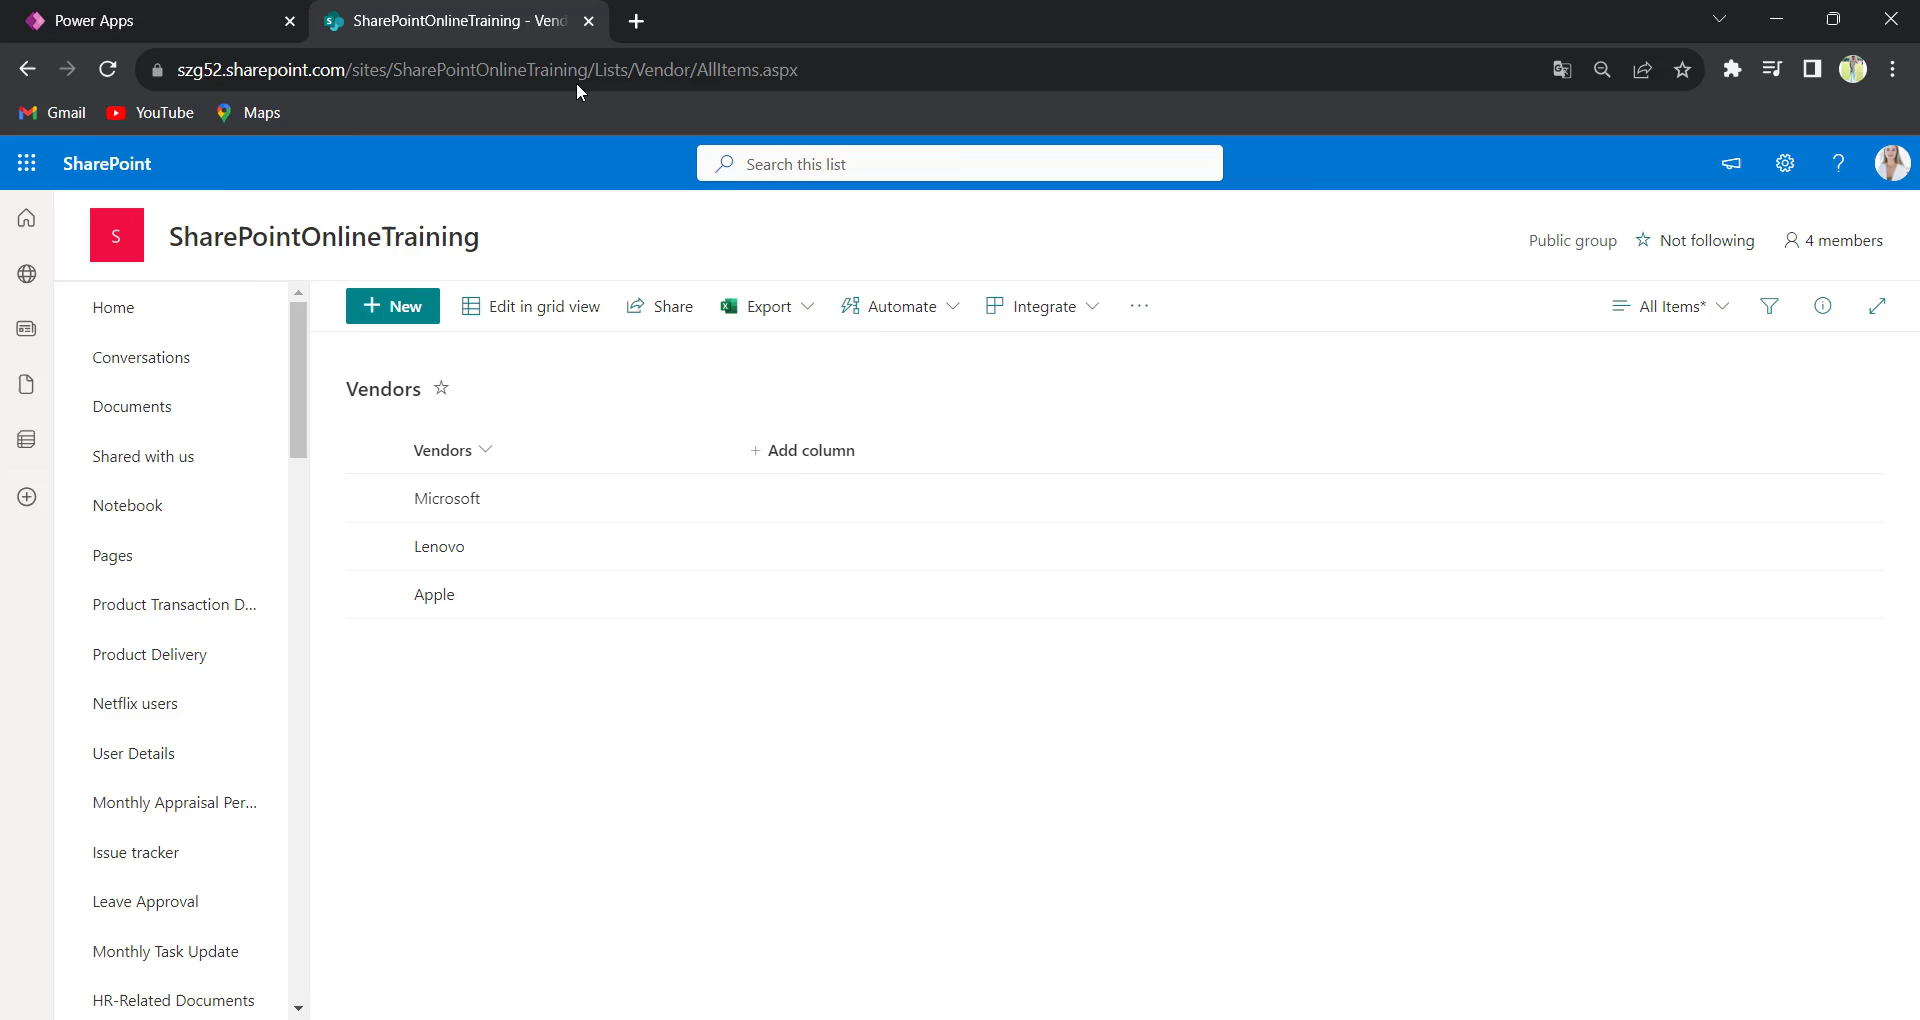 Power Apps
SharePointOnlineTraining - Vend
szg52.sharepoint.com/sites/SharePointOnlineTraining/Lists/Vendor/AllItems.aspx
Gmail YouTube Maps
SharePoint
Search this list
?
S
SharePointOnlineTraining
Public group Not following 4 members
Home
Conversations
Documents
Shared with us
Notebook
Pages
Product Transaction D...
Product Delivery
Netflix users
User Details
Monthly Appraisal Per...
Issue tracker
Leave Approval
Monthly Task Update
HR-Related Documents
+ New Edit in grid view Share Export Automate Integrate ... All Items*
Vendors
Vendors + Add column
Microsoft
Lenovo
Apple